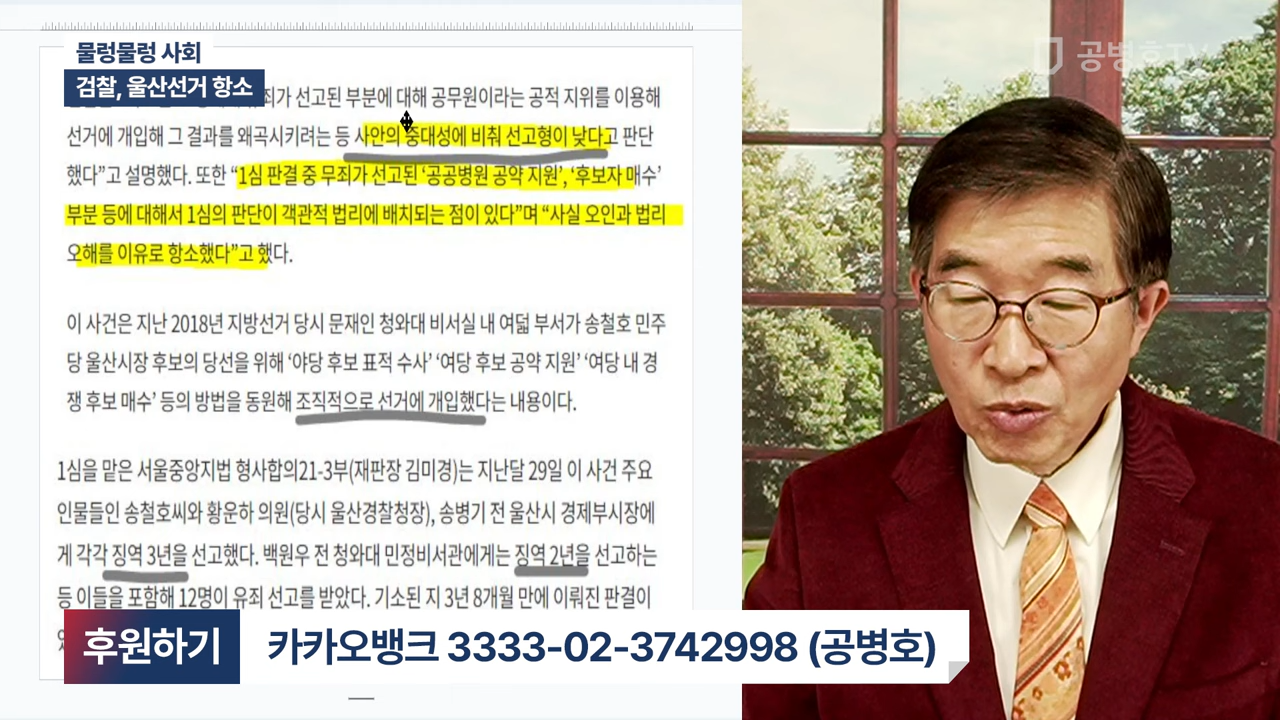 물렁물렁 사회
검찰, 울산선거 항소
공병호TV
죄가 선고된 부분에 대해 공무원이라는 공적 지위를 이용해
선거에 개입해 그 결과를 왜곡시키려는 등 사안의 중대성에 비춰 선고형이 낮다고 판단
했다”고 설명했다. 또한 “1심 판결 중 무죄가 선고된 ‘공공병원 공약 지원’, ‘후보자 매수’
부분 등에 대해서 1심의 판단이 객관적 법리에 배치되는 점이 있다”며 “사실 오인과 법리
오해를 이유로 항소했다”고 했다.
이 사건은 지난 2018년 지방선거 당시 문재인 청와대 비서실 내 여덟 부서가 송철호 민주
당 울산시장 후보의 당선을 위해 ‘야당 후보 표적 수사’ ‘여당 후보 공약 지원’ ‘여당 내 경
쟁 후보 매수’ 등의 방법을 동원해 조직적으로 선거에 개입했다는 내용이다.
1심을 맡은 서울중앙지법 형사합의21-3부(재판장 김미경)는 지난달 29일 이 사건 주요
인물들인 송철호씨와 황운하 의원(당시 울산경찰청장), 송병기 전 울산시 경제부시장에
게 각각 징역 3년을 선고했다. 백원우 전 청와대 민정비서관에게는 징역 2년을 선고하는
등 이들을 포함해 12명이 유죄 선고를 받았다. 기소된 지 3년 8개월 만에 이뤄진 판결이
후원하기
카카오뱅크 3333-02-3742998 (공병호)